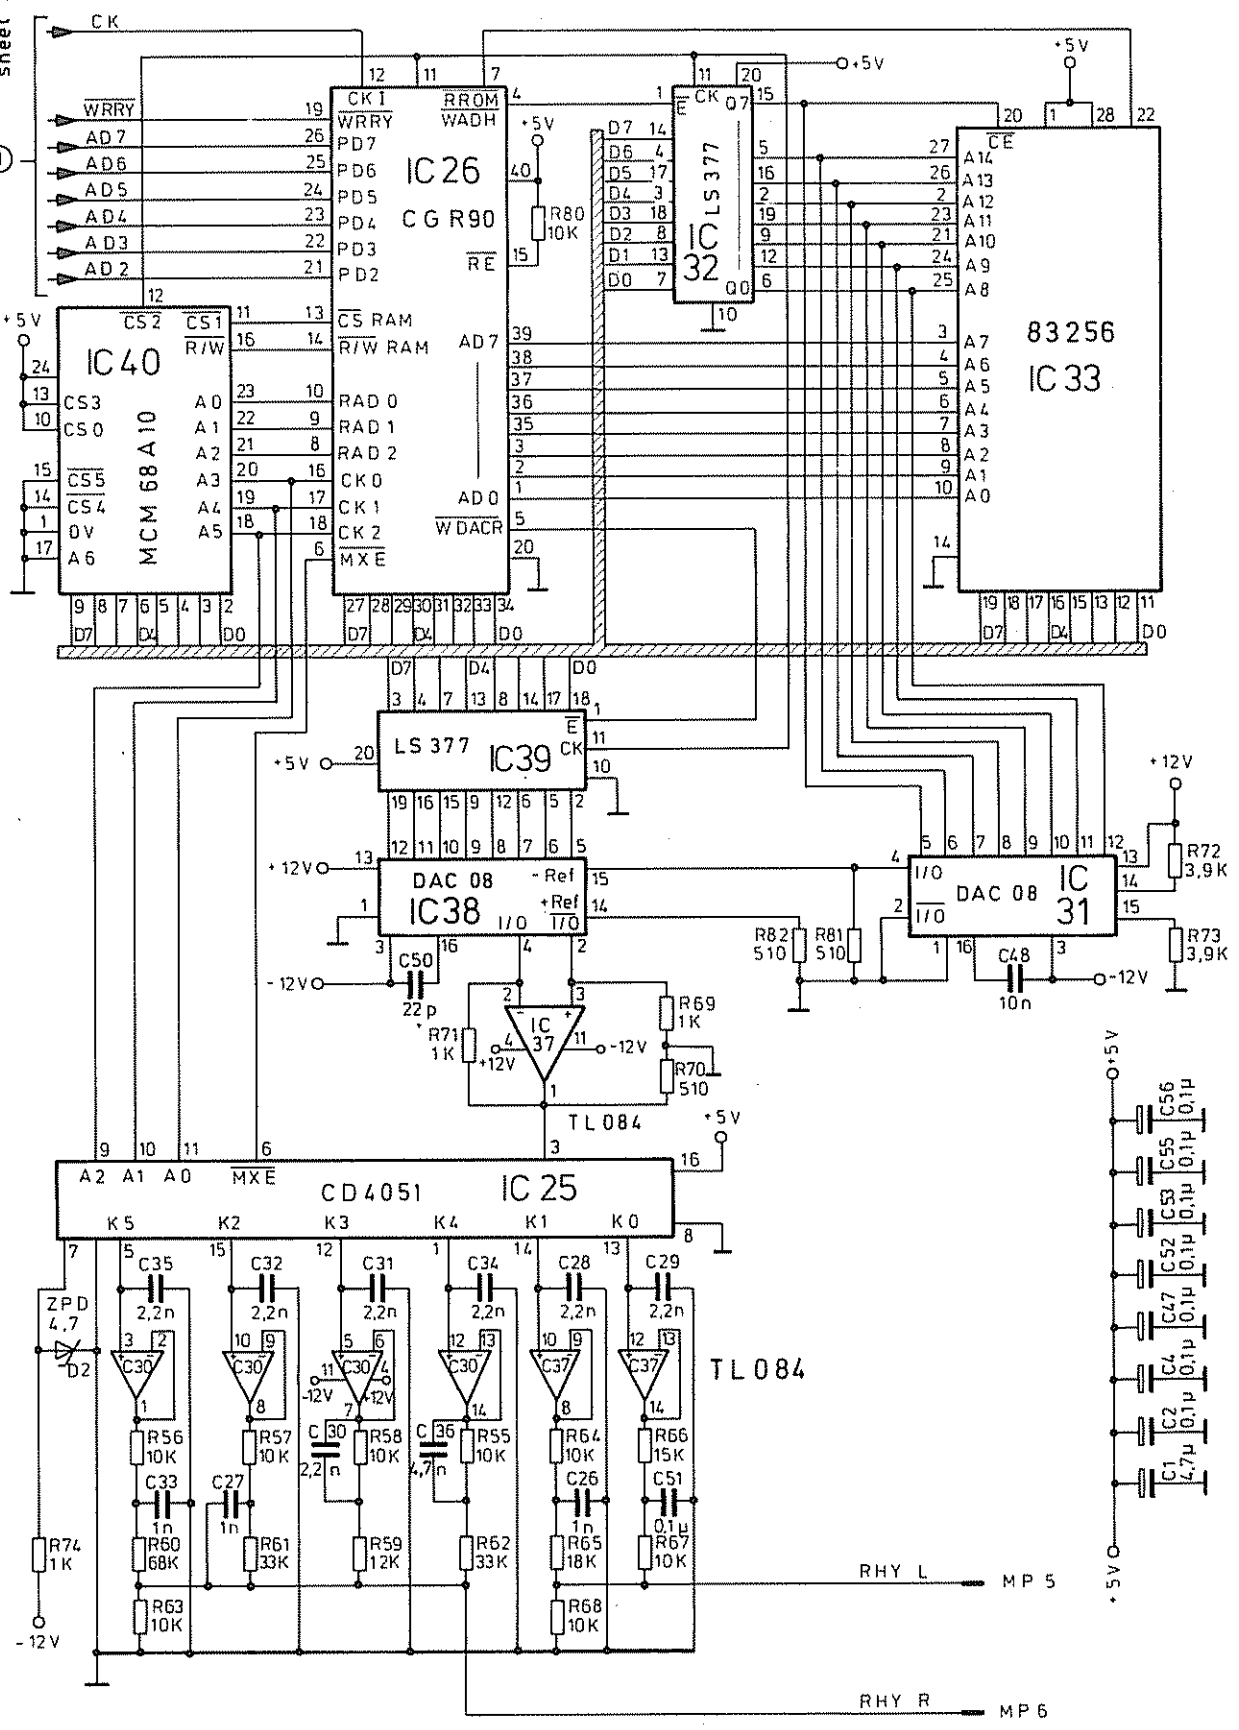 sheet
1
CK
WRRY
AD7
AD6
AD5
AD4
AD3
AD2
12 11 7
CKI RROM
19 WRRY WADH 4
26 PD7
25 PD6 IC26
24 PD5
23 PD4 CGR90
22 PD3
21 PD2 RE 15
+5V
40
R80
10K
13 CS RAM
14 R/W RAM AD7 39
38
37
10 RAD0 36
9 RAD1 35
8 RAD2 3
16 CK0 2
17 CK1 AD0 1
18 CK2 WDACR 5
6 MXE 20
27 28 29 30 31 32 33 34
D7 D4 D0
12
CS2 CS1 11
R/W 16
IC40
MCM 68A10
+5V
24
13 CS3 A0 23
10 CS0 A1 22
A2 21
15 CS5 A3 20
14 CS4 A4 19
1 0V A5 18
17 A6
9 8 7 6 5 4 3 2
D7 D4 D0
11 20 +5V
1 E CK Q7 15
D7 14
D6 4 5
D5 17 16
D4 3 2
D3 18 19
D2 8 9
D1 13 12
D0 7 Q0 6
LS377
IC
32
10
+5V
20 1 28 22
CE
27 A14
26 A13
2 A12
23 A11
21 A10
24 A9
25 A8
83256
IC33
3 A7
4 A6
5 A5
6 A4
7 A3
8 A2
9 A1
10 A0
14
19 18 17 16 15 13 12 11
D7 D4 D0
D7 D4 D0
3 4 7 13 8 14 17 18
E 1
LS377 IC39 CK 11
+5V 20 10
19 16 15 9 12 6 5 2
12 11 10 9 8 7 6 5
+12V 13 DAC 08 -Ref 15
IC38 +Ref 14
1 I/O I/O
3 16 4 2
C50
22p
-12V
2 3
- +
IC
37
R71
1K
4
+12V
11 -12V
1
R69
1K
R70
510
TL084
R82
510
R81
510
5 6 7 8 9 10 11 12
4 I/O 13
DAC 08 IC
31 14
2 I/O 15
1 16 3
C48
10n
-12V
+12V
R72
3,9K
R73
3,9K
+5V
C56
0,1µ
C55
0,1µ
C53
0,1µ
C52
0,1µ
C47
0,1µ
C4
0,1µ
C2
0,1µ
C1
4,7µ
+5V
9 10 11 6 3
A2 A1 A0 MXE
CD4051 IC25
16 +5V
K5 K2 K3 K4 K1 K0 8
7 5 15 12 1 14 13
C35 C32 C31 C34 C28 C29
2,2n 2,2n 2,2n 2,2n 2,2n 2,2n
ZPD
4,7
D2
3 2 10 9 5 6 12 13 10 9 12 13
C30 C30 C30 C30 C37 C37
11 -12V 4 +12V
1 8 7 14 8 14
TL084
R56
10K
R57
10K
C30
2,2n
R58
10K
C36
4,7n
R55
10K
R64
10K
R66
15K
C33
1n
C27
1n
C26
1n
C51
0,1µ
R74
1K
R60
68K
R61
33K
R59
12K
R62
33K
R65
18K
R67
10K
R63
10K
R68
10K
-12V
RHY L MP5
RHY R MP6